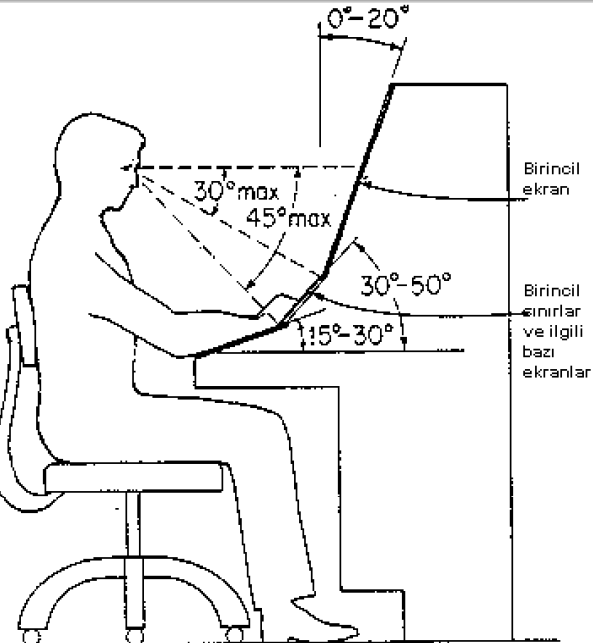 0°-20°
Birincil
ekran
30°max
45°max
30°-50°
Birincil
sınırlar
ve ilgili
bazı
ekranlar
15°-30°